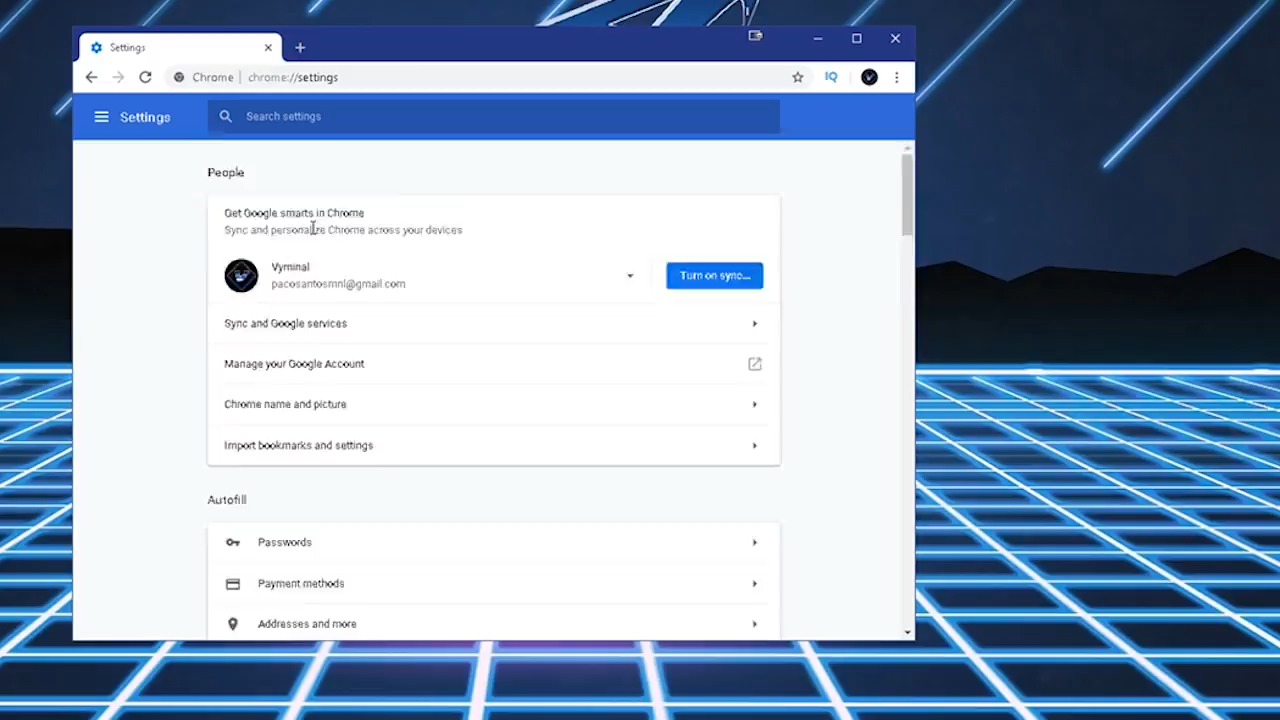 Settings
Chrome | chrome://settings
IQ
Settings
Search settings
People
Get Google smarts in Chrome
Sync and personalize Chrome across your devices
Vyminal
pacosantosmnl@gmail.com
Turn on sync...
Sync and Google services
Manage your Google Account
Chrome name and picture
Import bookmarks and settings
Autofill
Passwords
Payment methods
Addresses and more